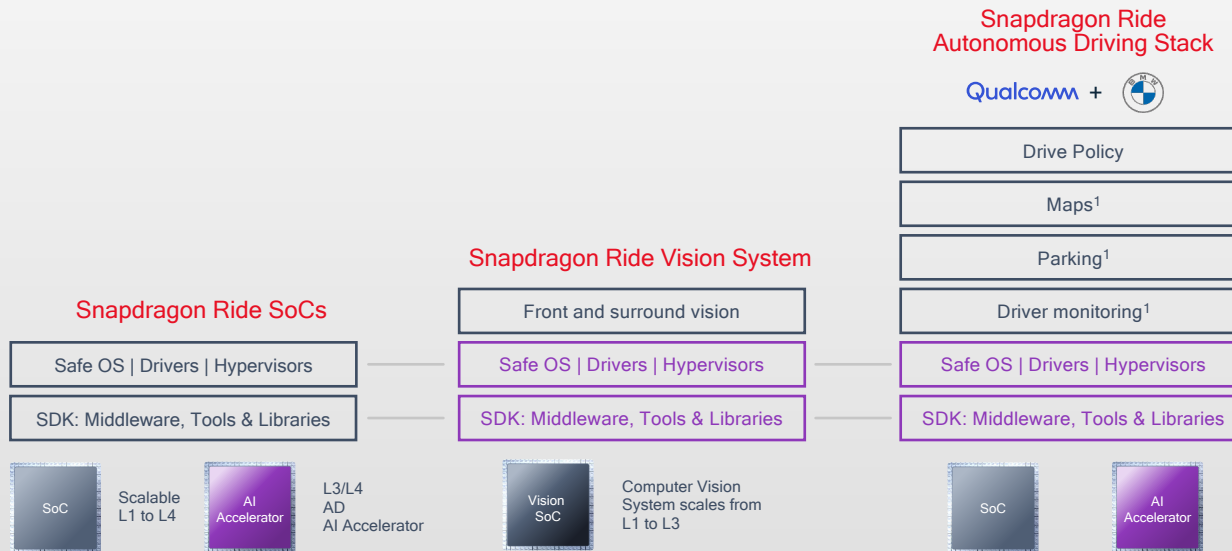 Snapdragon Ride
Autonomous Driving Stack
Qualcomm +
BMW
Drive Policy
Maps¹
Parking¹
Driver monitoring¹
Safe OS | Drivers | Hypervisors
SDK: Middleware, Tools & Libraries
SoC
AI
Accelerator
Snapdragon Ride Vision System
Front and surround vision
Safe OS | Drivers | Hypervisors
SDK: Middleware, Tools & Libraries
Vision
SoC
Computer Vision
System scales from
L1 to L3
Snapdragon Ride SoCs
Safe OS | Drivers | Hypervisors
SDK: Middleware, Tools & Libraries
SoC
Scalable
L1 to L4
AI
Accelerator
L3/L4
AD
AI Accelerator